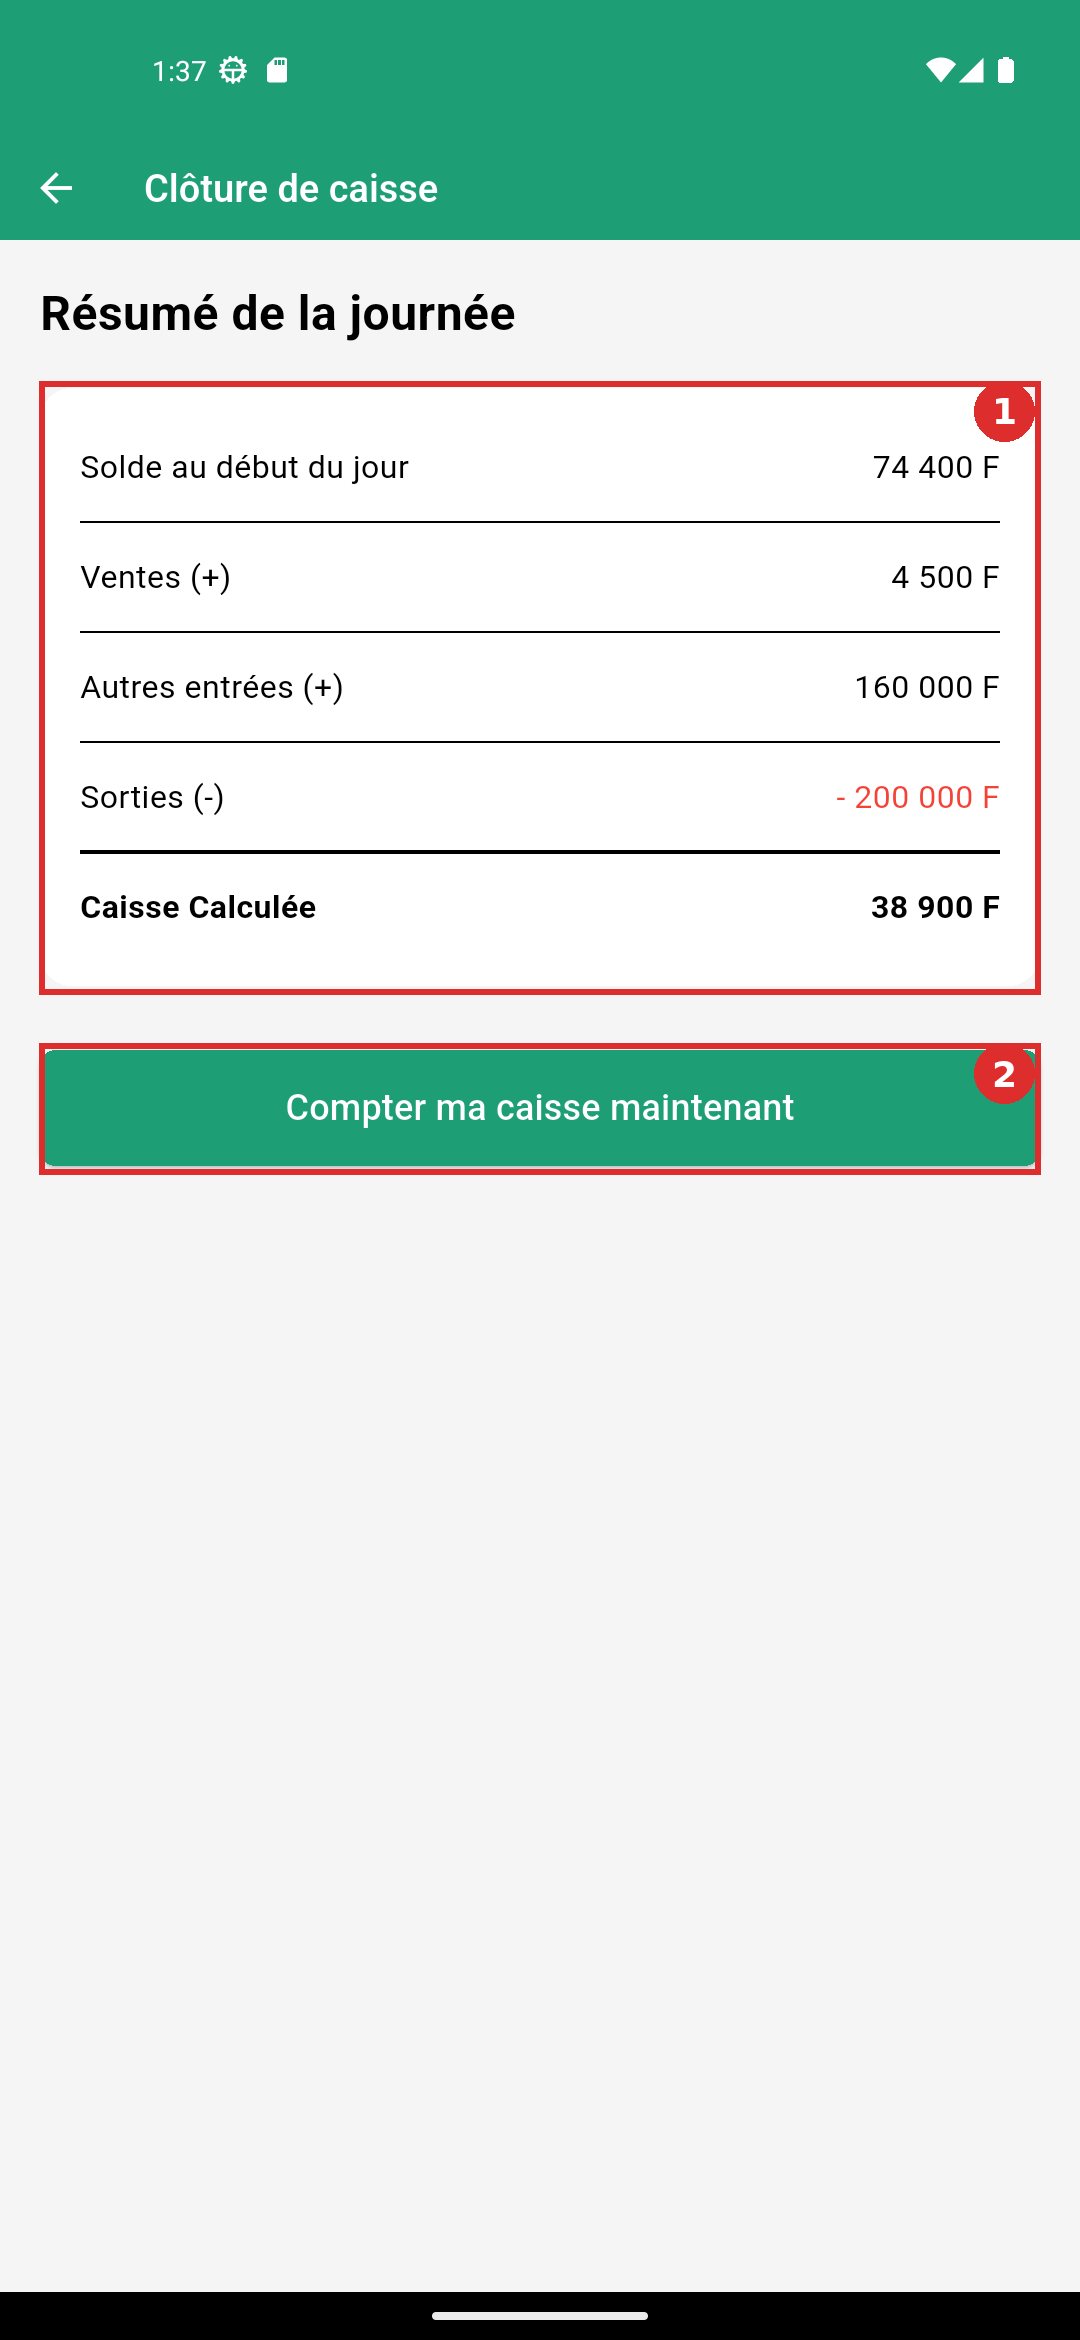 1:37
Clôture de caisse
Résumé de la journée
1
Solde au début du jour 74 400 F
Ventes (+) 4 500 F
Autres entrées (+) 160 000 F
Sorties (-) - 200 000 F
Caisse Calculée 38 900 F
2
Compter ma caisse maintenant